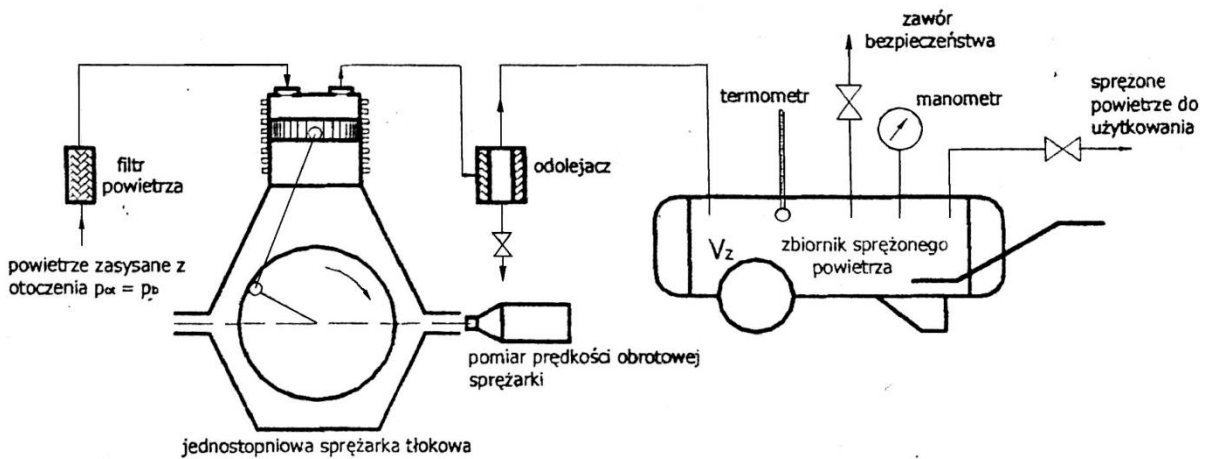 zawór
bezpieczeństwa
sprężone
powietrze do
użytkowania
termometr
manometr
filtr
powietrza
odolejacz
powietrze zasysane z
otoczenia pα = pb
Vz
zbiornik sprężonego
powietrza
pomiar prędkości obrotowej
sprężarki
jednostopniowa sprężarka tłokowa